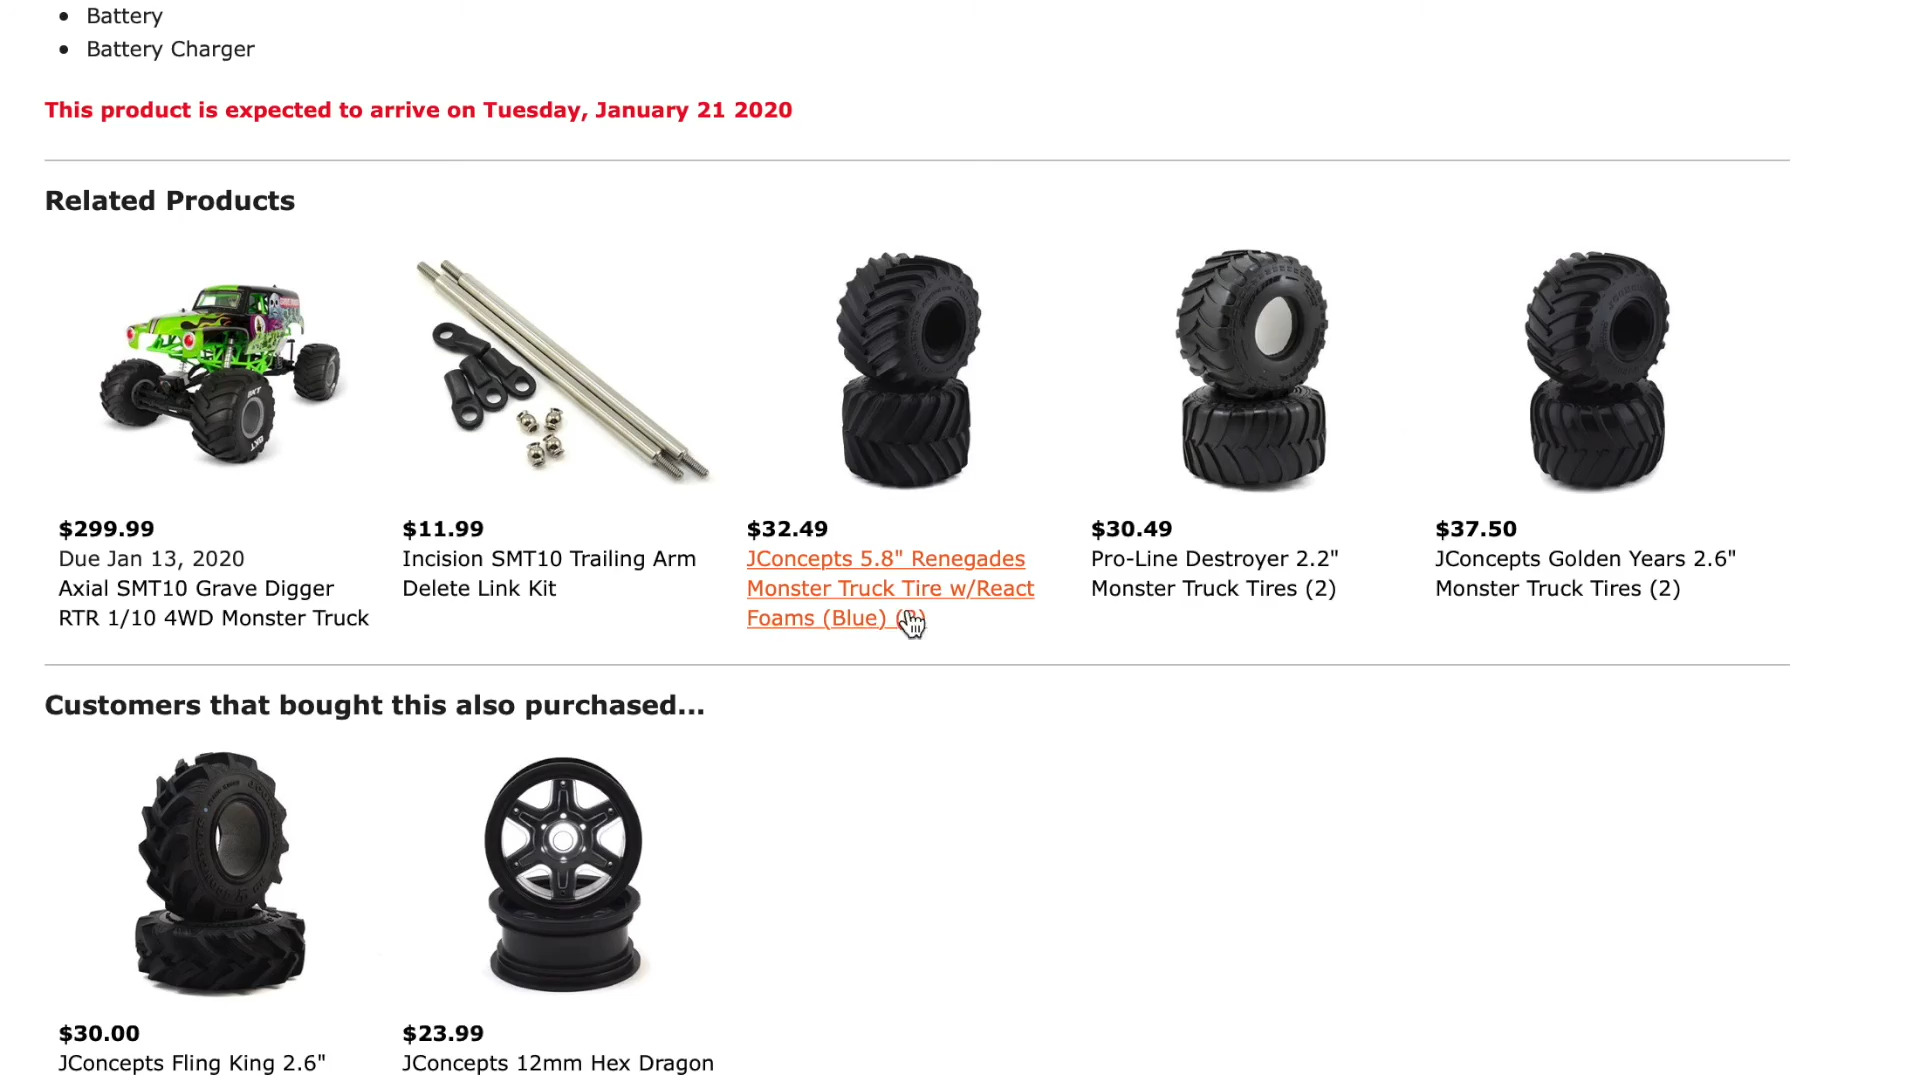 Battery
Battery Charger
This product is expected to arrive on Tuesday, January 21 2020
Related Products
$299.99
Due Jan 13, 2020
Axial SMT10 Grave Digger
RTR 1/10 4WD Monster Truck
$11.99
Incision SMT10 Trailing Arm
Delete Link Kit
$32.49
JConcepts 5.8" Renegades
Monster Truck Tire w/React
Foams (Blue)
$30.49
Pro-Line Destroyer 2.2"
Monster Truck Tires (2)
$37.50
JConcepts Golden Years 2.6"
Monster Truck Tires (2)
Customers that bought this also purchased...
$30.00
JConcepts Fling King 2.6"
$23.99
JConcepts 12mm Hex Dragon